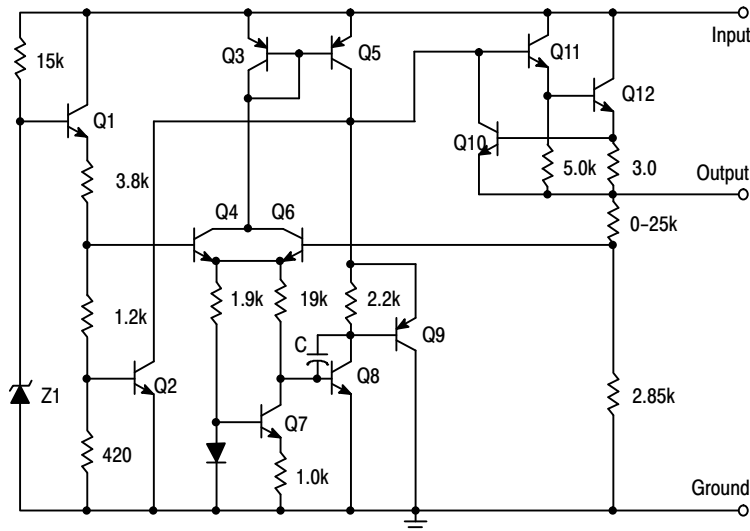 Input
15k
Q3
Q5
Q11
Q12
Q1
Q10
5.0k
3.0
Output
3.8k
0–25k
Q4
Q6
1.2k
1.9k
19k
2.2k
C
Q9
Q2
Q8
Z1
2.85k
Q7
420
1.0k
Ground